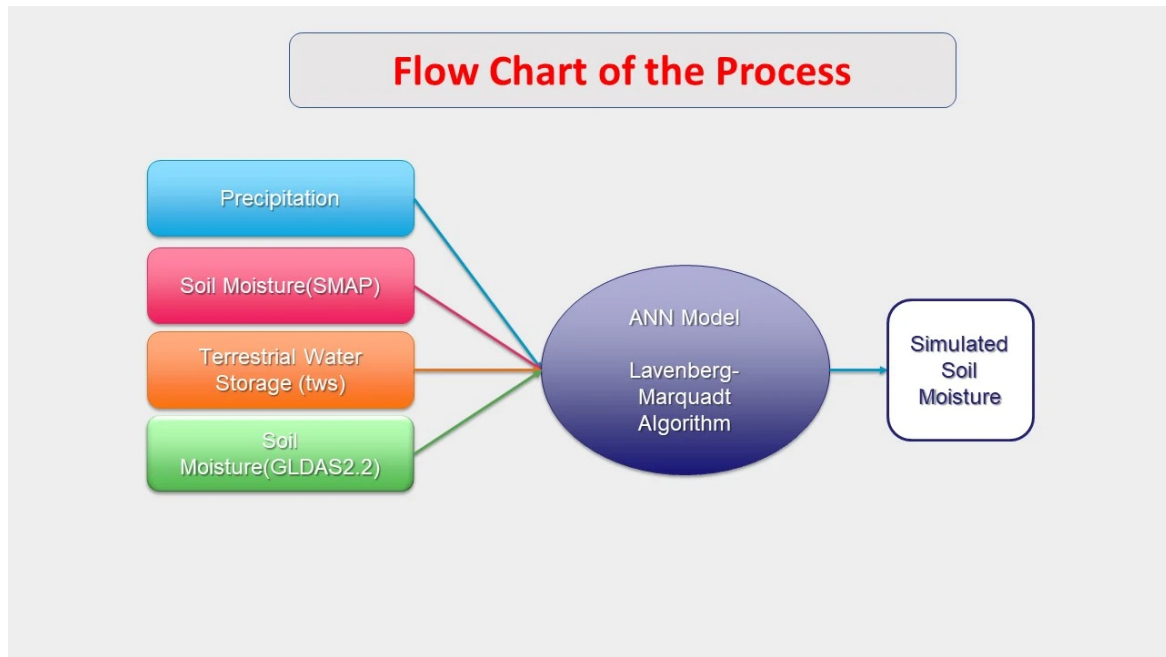 Flow Chart of the Process
Precipitation
Soil Moisture(SMAP)
Terrestrial Water
Storage (tws)
Soil
Moisture(GLDAS2.2)
ANN Model
Lavenberg-
Marquadt
Algorithm
Simulated
Soil
Moisture